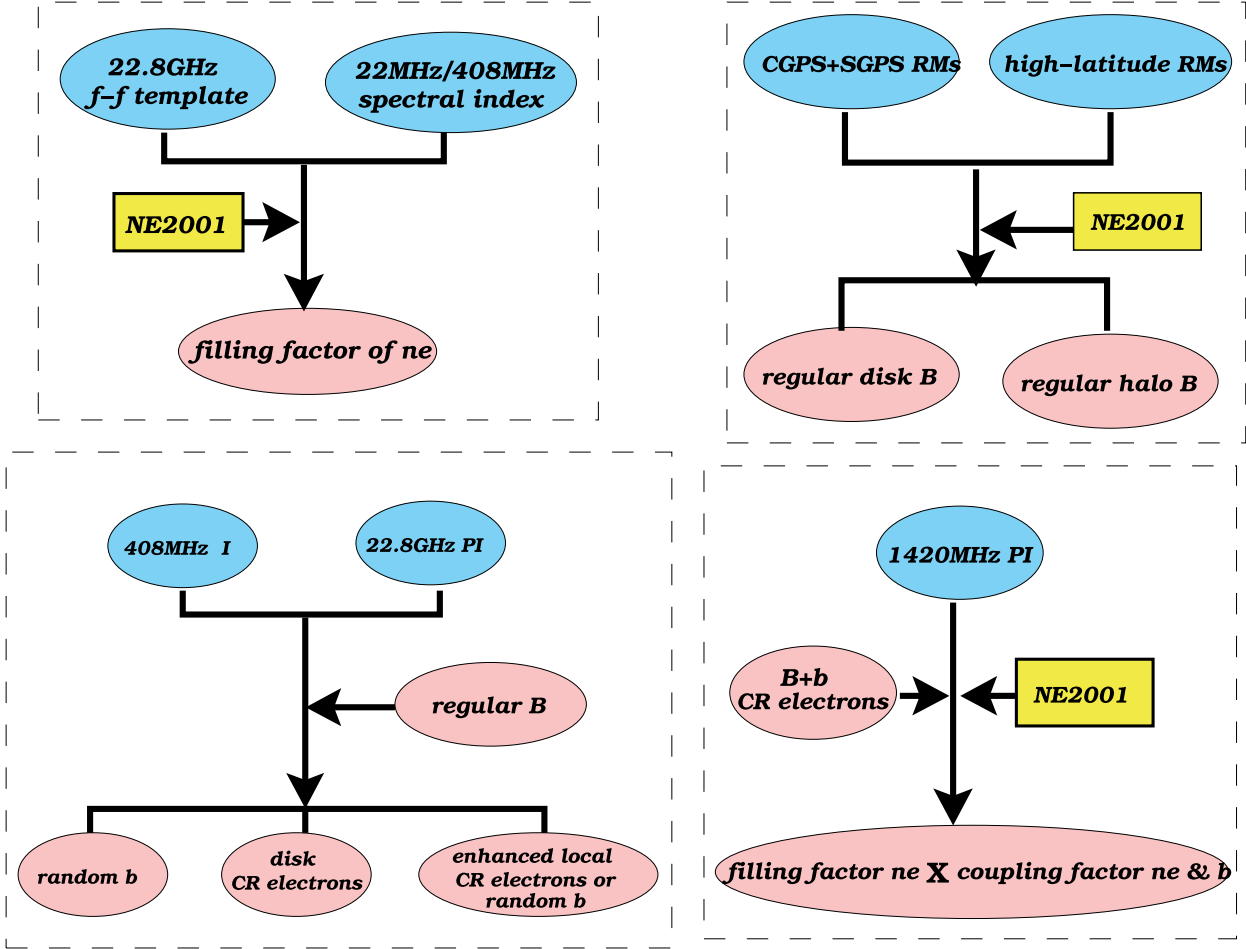 22.8GHz
f–f template
22MHz/408MHz
spectral index
NE2001
filling factor of ne
CGPS+SGPS RMs
high–latitude RMs
NE2001
regular disk B
regular halo B
408MHz I
22.8GHz PI
regular B
random b
disk
CR electrons
enhanced local
CR electrons or
random b
1420MHz PI
B+b
CR electrons
NE2001
filling factor ne X coupling factor ne & b